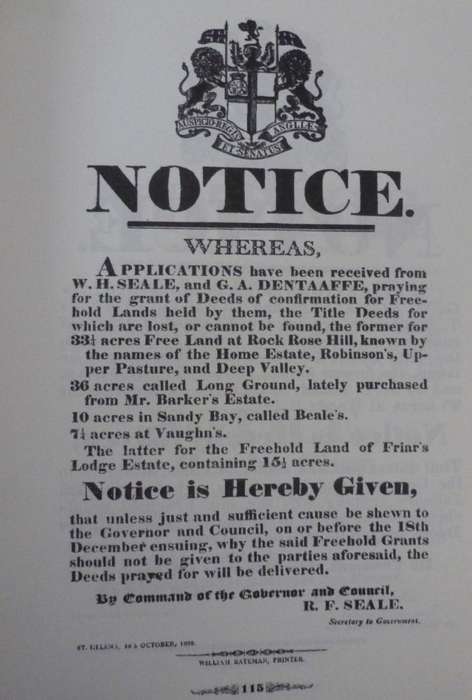 AUSPICIO REGIS
ANGLIÆ
ET SENATUS
NOTICE.
WHEREAS,
APPLICATIONS have been received from
W. H. SEALE, and G. A. DENTAAFFE, praying
for the grant of Deeds of confirmation for Free-
hold Lands held by them, the Title Deeds for
which are lost, or cannot be found, the former for
33¼ acres Free Land at Rock Rose Hill, known by
the names of the Home Estate, Robinson's, Up-
per Pasture, and Deep Valley.
36 acres called Long Ground, lately purchased
from Mr. Barker's Estate.
10 acres in Sandy Bay, called Beale's.
7¼ acres at Vaughn's.
The latter for the Freehold Land of Friar's
Lodge Estate, containing 15½ acres.
Notice is Hereby Given,
that unless just and sufficient cause be shewn to
the Governor and Council, on or before the 18th
December ensuing, why the said Freehold Grants
should not be given to the parties aforesaid, the
Deeds prayed for will be delivered.
By Command of the Governor and Council,
R. F. SEALE.
Secretary to Government.
ST. HELENA, OCTOBER,
WILLIAM BATEMAN, PRINTER.
115